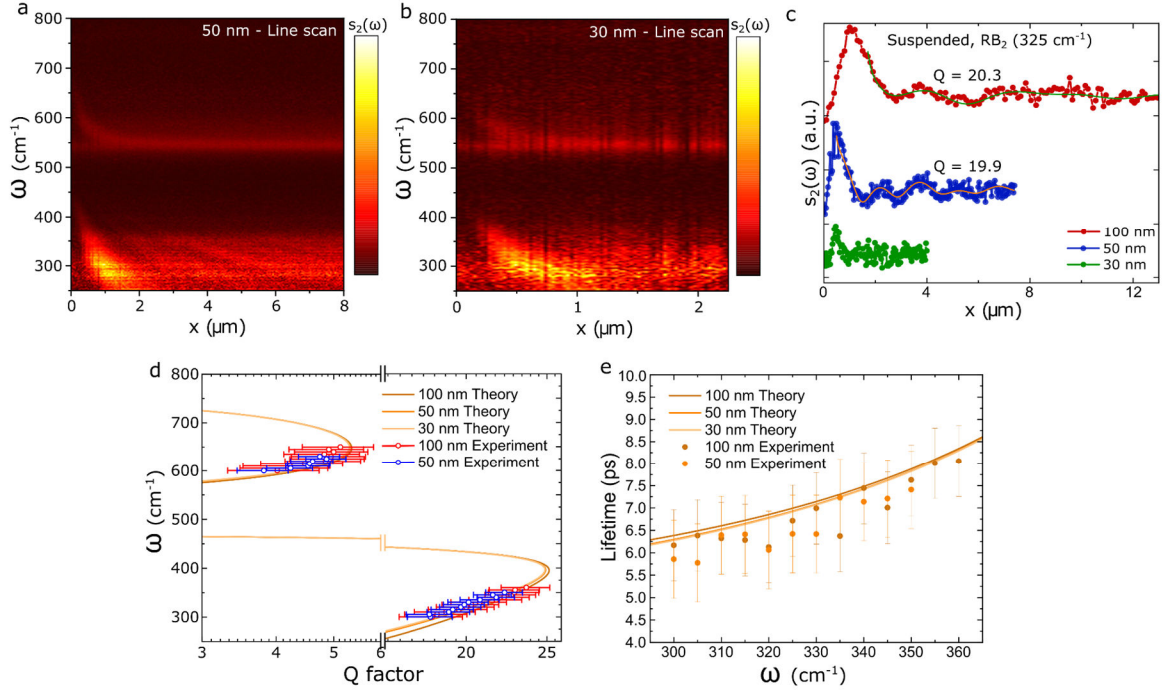 a
50 nm - Line scan
s2(ω)
800
700
600
500
400
300
ω (cm-1)
0 2 4 6 8
x (µm)
b
30 nm - Line scan
s2(ω)
800
700
600
500
400
300
ω (cm-1)
0 1 2
x (µm)
c
Suspended, RB2 (325 cm-1)
Q = 20.3
Q = 19.9
s2(ω) (a.u.)
100 nm
50 nm
30 nm
0 4 8 12
x (µm)
d
800
700
600
500
450
400
300
ω (cm-1)
100 nm Theory
50 nm Theory
30 nm Theory
100 nm Experiment
50 nm Experiment
3 4 5 6 20 25
Q factor
e
10.0
9.5
9.0
8.5
8.0
7.5
7.0
6.5
6.0
5.5
5.0
4.5
4.0
Lifetime (ps)
100 nm Theory
50 nm Theory
30 nm Theory
100 nm Experiment
50 nm Experiment
300 310 320 330 340 350 360
ω (cm-1)